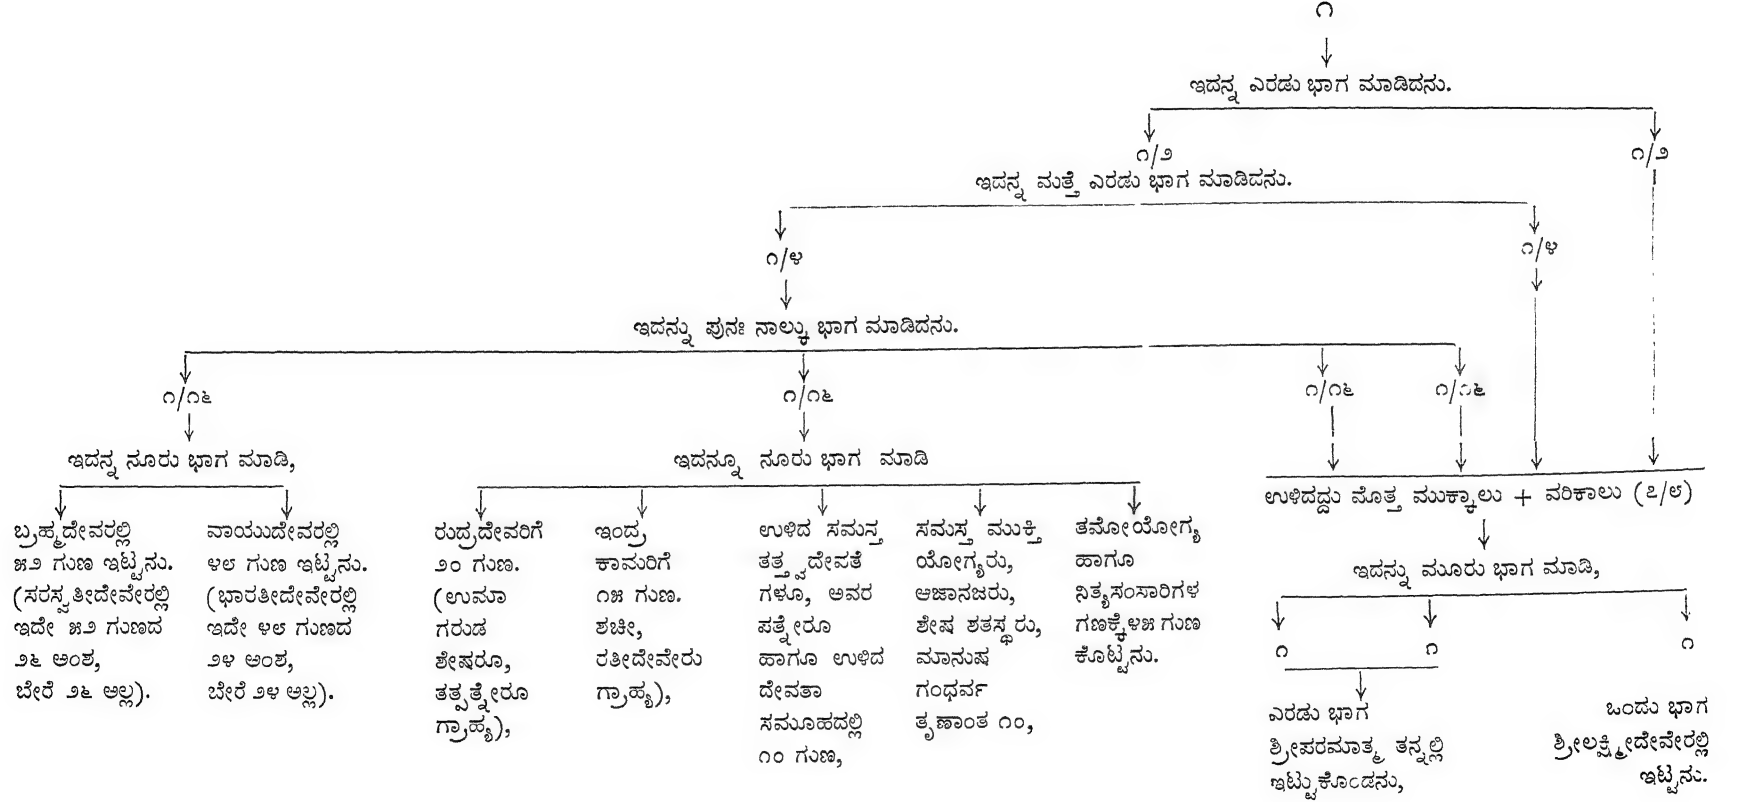 ೧
ಇದನ್ನ ಎರಡು ಭಾಗ ಮಾಡಿದನು.
೧/೨
೧/೨
ಇದನ್ನ ಮತ್ತೆ ಎರಡು ಭಾಗ ಮಾಡಿದನು.
೧/೪
೧/೪
ಇದನ್ನು ಪುನಃ ನಾಲ್ಕು ಭಾಗ ಮಾಡಿದನು.
೧/೧೬
೧/೧೬
೧/೧೬
೧/೧೬
ಇದನ್ನ ನೂರು ಭಾಗ ಮಾಡಿ,
ಬ್ರಹ್ಮದೇವರಲ್ಲಿ
೫೨ ಗುಣ ಇಟ್ಟನು.
(ಸರಸ್ವತೀದೇವೇರಲ್ಲಿ
ಇದೇ ೫೨ ಗುಣದ
೨೬ ಅಂಶ,
ಬೇರೆ ೨೬ ಅಲ್ಲ).
ವಾಯುದೇವರಲ್ಲಿ
೪೮ ಗುಣ ಇಟ್ಟನು.
(ಭಾರತೀದೇವೇರಲ್ಲಿ
ಇದೇ ೪೮ ಗುಣದ
೨೪ ಅಂಶ,
ಬೇರೆ ೨೪ ಅಲ್ಲ).
ಇದನ್ನೂ ನೂರು ಭಾಗ ಮಾಡಿ
ರುದ್ರದೇವರಿಗೆ
೨೦ ಗುಣ.
(ಉಮಾ
ಗರುಡ
ಶೇಷರೂ,
ತತ್ಪತ್ನೇರೂ
ಗ್ರಾಹ್ಯ),
ಇಂದ್ರ
ಕಾಮರಿಗೆ
೧೫ ಗುಣ.
ಶಚೀ,
ರತೀದೇವೇರು
ಗ್ರಾಹ್ಯ),
ಉಳಿದ ಸಮಸ್ತ
ತತ್ತ್ವದೇವತೆ
ಗಳೂ, ಅವರ
ಪತ್ನೇರೂ
ಹಾಗೂ ಉಳಿದ
ದೇವತಾ
ಸಮೂಹದಲ್ಲಿ
೧೦ ಗುಣ,
ಸಮಸ್ತ ಮುಕ್ತಿ
ಯೋಗ್ಯರು,
ಆಜಾನಜರು,
ಶೇಷ ಶತಸ್ಥರು,
ಮಾನುಷ
ಗಂಧರ್ವ
ತೃಣಾಂತ ೧೦,
ತಮೋಯೋಗ್ಯ
ಹಾಗೂ
ನಿತ್ಯಸಂಸಾರಿಗಳ
ಗಣಕ್ಕೆ೪೫ ಗುಣ
ಕೊಟ್ಟನು.
ಉಳಿದದ್ದು ಮೊತ್ತ ಮುಕ್ಕಾಲು + ಪರಿಕಾಲು (೭/೮)
ಇದನ್ನು ಮೂರು ಭಾಗ ಮಾಡಿ,
೧
೧
೧
ಎರಡು ಭಾಗ
ಶ್ರೀಪರಮಾತ್ಮ ತನ್ನಲ್ಲಿ
ಇಟ್ಟುಕೊಂಡನು,
ಒಂದು ಭಾಗ
ಶ್ರೀಲಕ್ಷ್ಮೀದೇವೇರಲ್ಲಿ
ಇಟ್ಟನು.